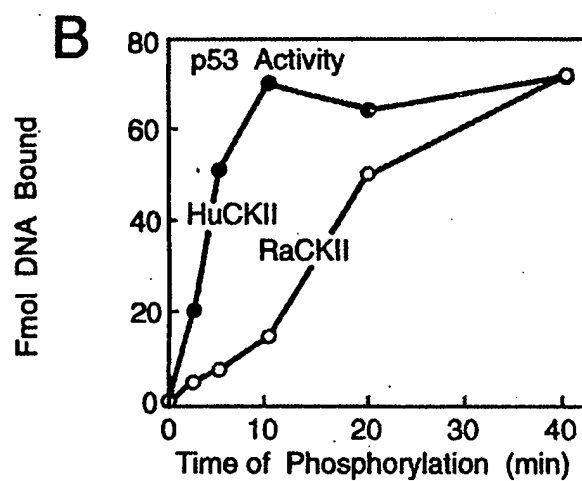 B
80
p53 Activity
60
40
HuCKII
RaCKII
20
0
0 10 20 30 40
Fmol DNA Bound
Time of Phosphorylation (min)